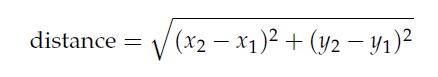 distance = √(x₂ − x₁)² + (y₂ − y₁)²